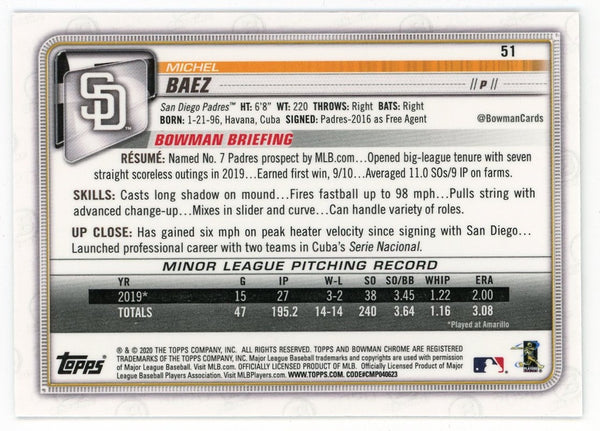 51
MICHEL
BAEZ
// P //
SD
San Diego Padres™ HT: 6'8" WT: 220 THROWS: Right BATS: Right
BORN: 1-21-96, Havana, Cuba SIGNED: Padres-2016 as Free Agent
@BowmanCards
BOWMAN BRIEFING
RÉSUMÉ: Named No. 7 Padres prospect by MLB.com...Opened big-league tenure with seven
straight scoreless outings in 2019...Earned first win, 9/10...Averaged 11.0 SOs/9 IP on farms.
SKILLS: Casts long shadow on mound...Fires fastball up to 98 mph...Pulls string with
advanced change-up...Mixes in slider and curve...Can handle variety of roles.
UP CLOSE: Has gained six mph on peak heater velocity since signing with San Diego...
Launched professional career with two teams in Cuba's Serie Nacional.
MINOR LEAGUE PITCHING RECORD
YR G IP W-L SO SO/BB WHIP ERA
2019* 15 27 3-2 38 3.45 1.22 2.00
TOTALS 47 195.2 14-14 240 3.64 1.16 3.08
*Played at Amarillo
Topps
® & © 2020 THE TOPPS COMPANY, INC. ALL RIGHTS RESERVED. TOPPS, AND BOWMAN CHROME ARE REGISTERED
TRADEMARKS OF THE TOPPS COMPANY, INC. Major League Baseball trademarks and copyrights are used with permission
of Major League Baseball. Visit MLB.com. OFFICIALLY LICENSED PRODUCT OF MLB. Officially Licensed Product of Major
League Baseball Players Association. Visit MLBPlayers.com. WWW.TOPPS.COM. CODE#CMP040623